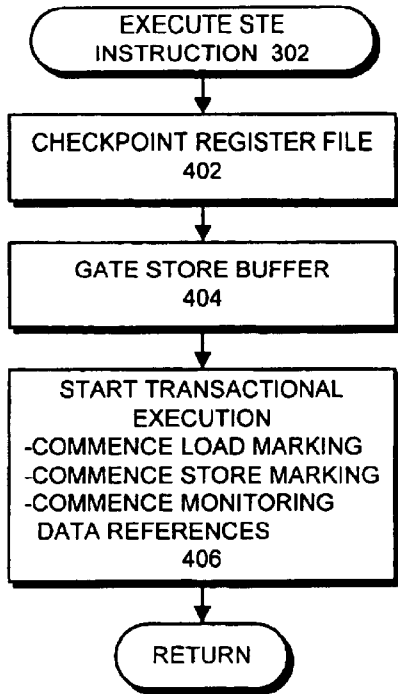 EXECUTE STE
INSTRUCTION 302
CHECKPOINT REGISTER FILE
402
GATE STORE BUFFER
404
START TRANSACTIONAL
EXECUTION
-COMMENCE LOAD MARKING
-COMMENCE STORE MARKING
-COMMENCE MONITORING
DATA REFERENCES
406
RETURN